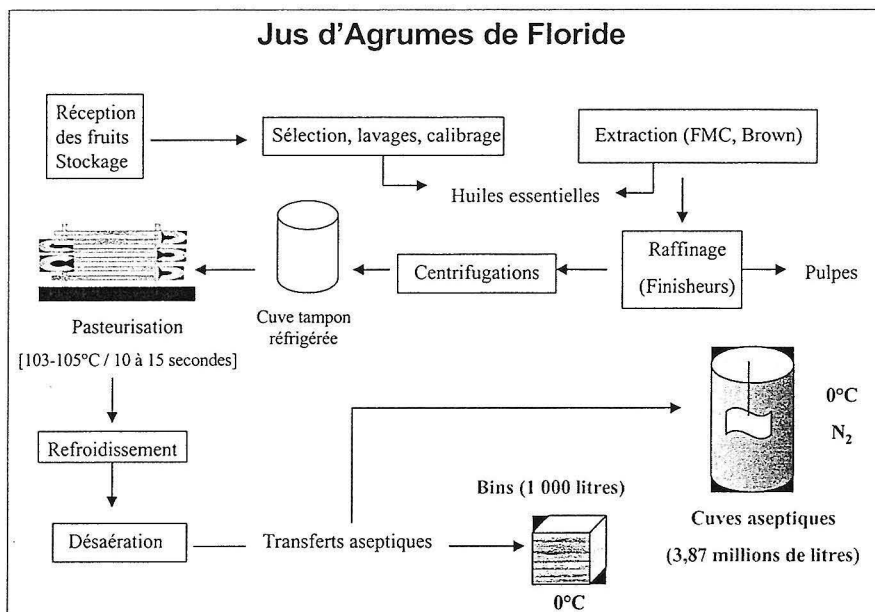 Jus d'Agrumes de Floride
Réception
des fruits
Stockage
Sélection, lavages, calibrage
Extraction (FMC, Brown)
Huiles essentielles
Raffinage
(Finisheurs)
Pulpes
Centrifugations
Cuve tampon
réfrigérée
Pasteurisation
[103-105°C / 10 à 15 secondes]
Refroidissement
Désaération
Transferts aseptiques
Bins (1 000 litres)
0°C
0°C
N₂
Cuves aseptiques
(3,87 millions de litres)